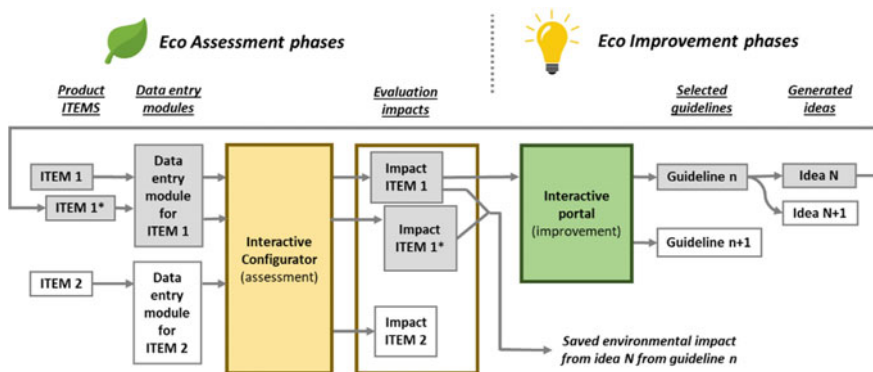 Eco Assessment phases
Eco Improvement phases
Product
ITEMS
Data entry
modules
Evaluation
impacts
Selected
guidelines
Generated
ideas
ITEM 1
ITEM 1*
ITEM 2
Data
entry
module
for
ITEM 1
Data
entry
module
for
ITEM 2
Interactive
Configurator
(assessment)
Impact
ITEM 1
Impact
ITEM 1*
Impact
ITEM 2
Interactive
portal
(improvement)
Guideline n
Guideline n+1
Idea N
Idea N+1
Saved environmental impact
from idea N from guideline n